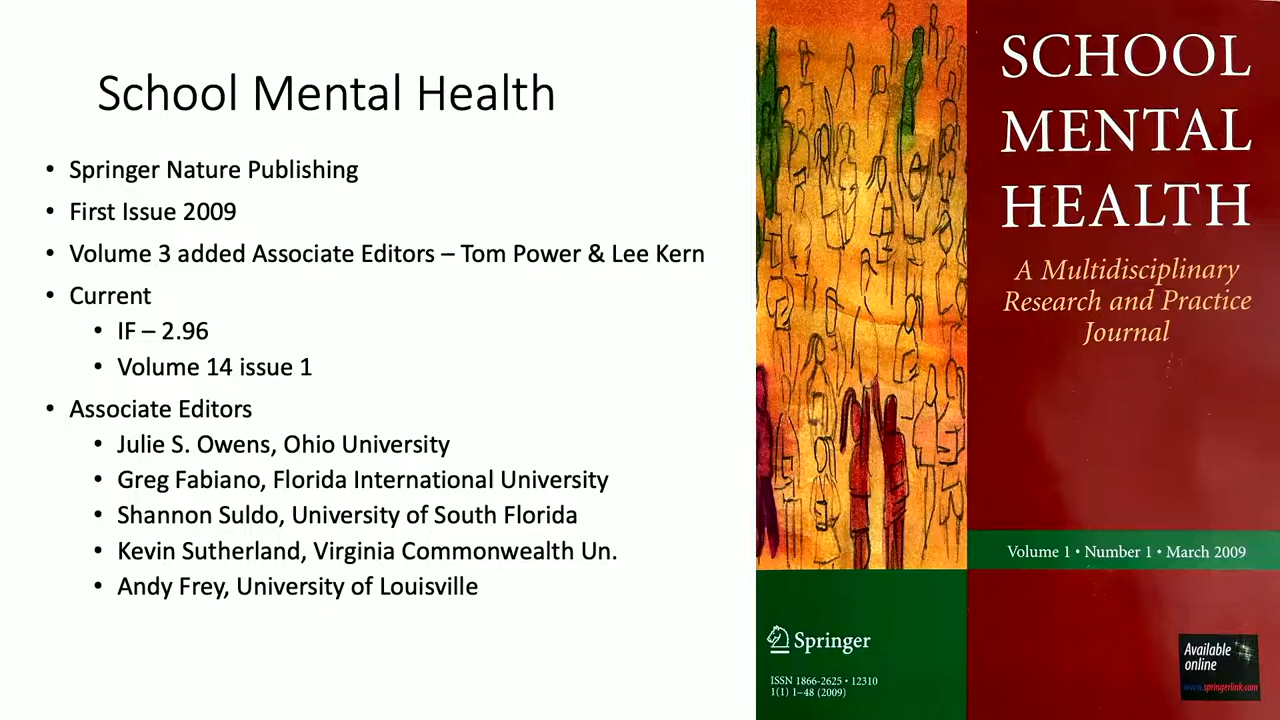 School Mental Health
• Springer Nature Publishing
• First Issue 2009
• Volume 3 added Associate Editors – Tom Power & Lee Kern
• Current
• IF – 2.96
• Volume 14 issue 1
• Associate Editors
• Julie S. Owens, Ohio University
• Greg Fabiano, Florida International University
• Shannon Suldo, University of South Florida
• Kevin Sutherland, Virginia Commonwealth Un.
• Andy Frey, University of Louisville
SCHOOL
MENTAL
HEALTH
A Multidisciplinary
Research and Practice
Journal
Volume 1 • Number 1 • March 2009
Springer
ISSN 1866-2625 • 12310
1(1) 1–48 (2009)
Available
online
www.springerlink.com